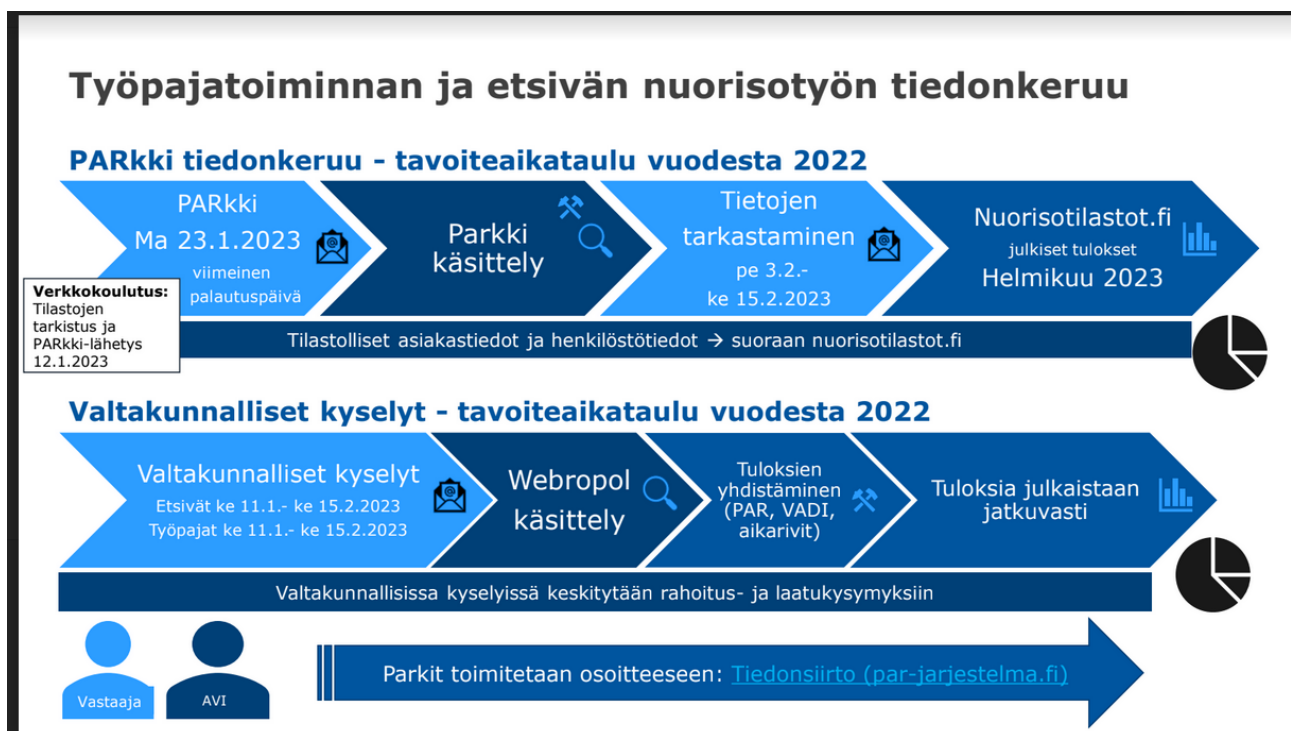 Työpajatoiminnan ja etsivän nuorisotyön tiedonkeruu
PARkki tiedonkeruu - tavoiteaikataulu vuodesta 2022
PARkki
Ma 23.1.2023
viimeinen
palautuspäivä
Parkki
käsittely
Tietojen
tarkastaminen
pe 3.2.-
ke 15.2.2023
Nuorisotilastot.fi
julkiset tulokset
Helmikuu 2023
Verkkokoulutus:
Tilastojen
tarkistus ja
PARkki-lähetys
12.1.2023
Tilastolliset asiakastiedot ja henkilöstötiedot → suoraan nuorisotilastot.fi
Valtakunnalliset kyselyt - tavoiteaikataulu vuodesta 2022
Valtakunnalliset kyselyt
Etsivät ke 11.1.- ke 15.2.2023
Työpajat ke 11.1.- ke 15.2.2023
Webropol
käsittely
Tuloksien
yhdistäminen
(PAR, VADI,
aikarivit)
Tuloksia julkaistaan
jatkuvasti
Valtakunnallisissa kyselyissä keskitytään rahoitus- ja laatukysymyksiin
Vastaaja
AVI
Parkit toimitetaan osoitteeseen: Tiedonsiirto (par-jarjestelma.fi)